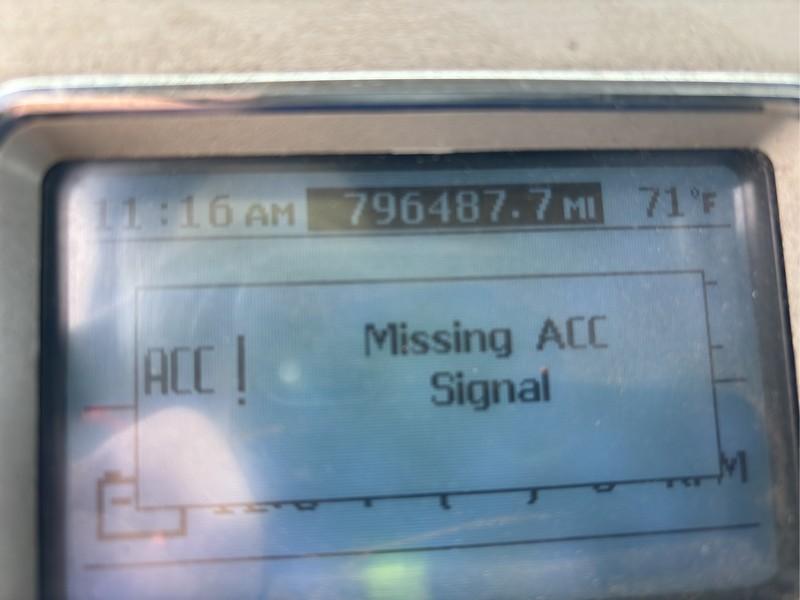 11:16 AM 796487.7 MI 71°F
ACC ! Missing ACC
Signal